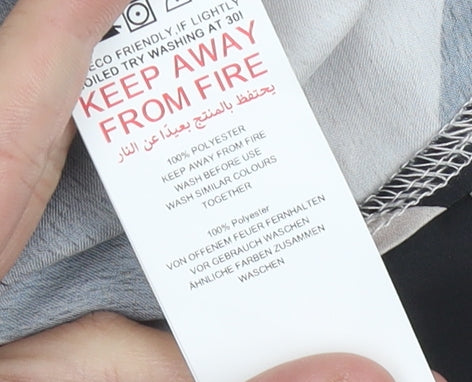 ECO FRIENDLY,IF LIGHTLY
OILED TRY WASHING AT 30!
KEEP AWAY
FROM FIRE
يحتفظ بالمنتج بعيدًا عن النار
100% POLYESTER
KEEP AWAY FROM FIRE
WASH BEFORE USE
WASH SIMILAR COLOURS
TOGETHER
100% Polyester
VON OFFENEM FEUER FERNHALTEN
VOR GEBRAUCH WASCHEN
ÄHNLICHE FARBEN ZUSAMMEN
WASCHEN